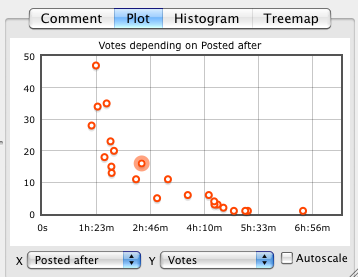 Comment Plot Histogram Treemap
Votes depending on Posted after
50
40
30
20
10
0
0s 1h:23m 2h:46m 4h:10m 5h:33m 6h:56m
X Posted after Y Votes Autoscale